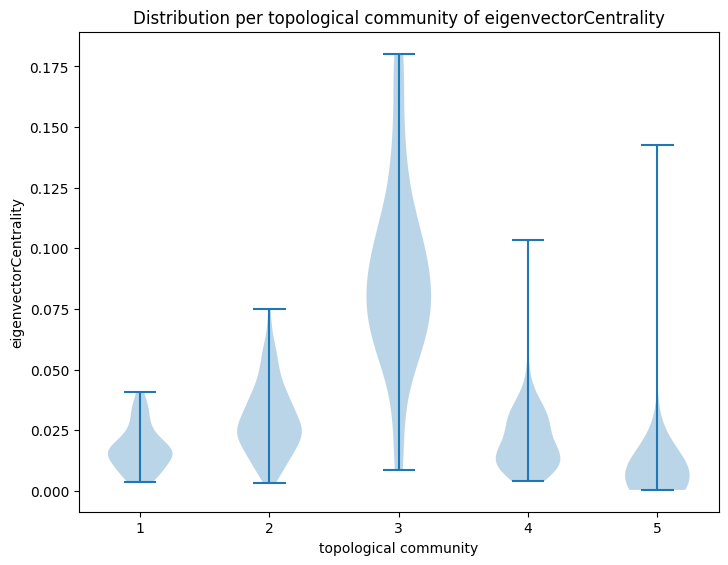 Distribution per topological community of eigenvectorCentrality
eigenvectorCentrality
0.175
0.150
0.125
0.100
0.075
0.050
0.025
0.000
1 2 3 4 5
topological community